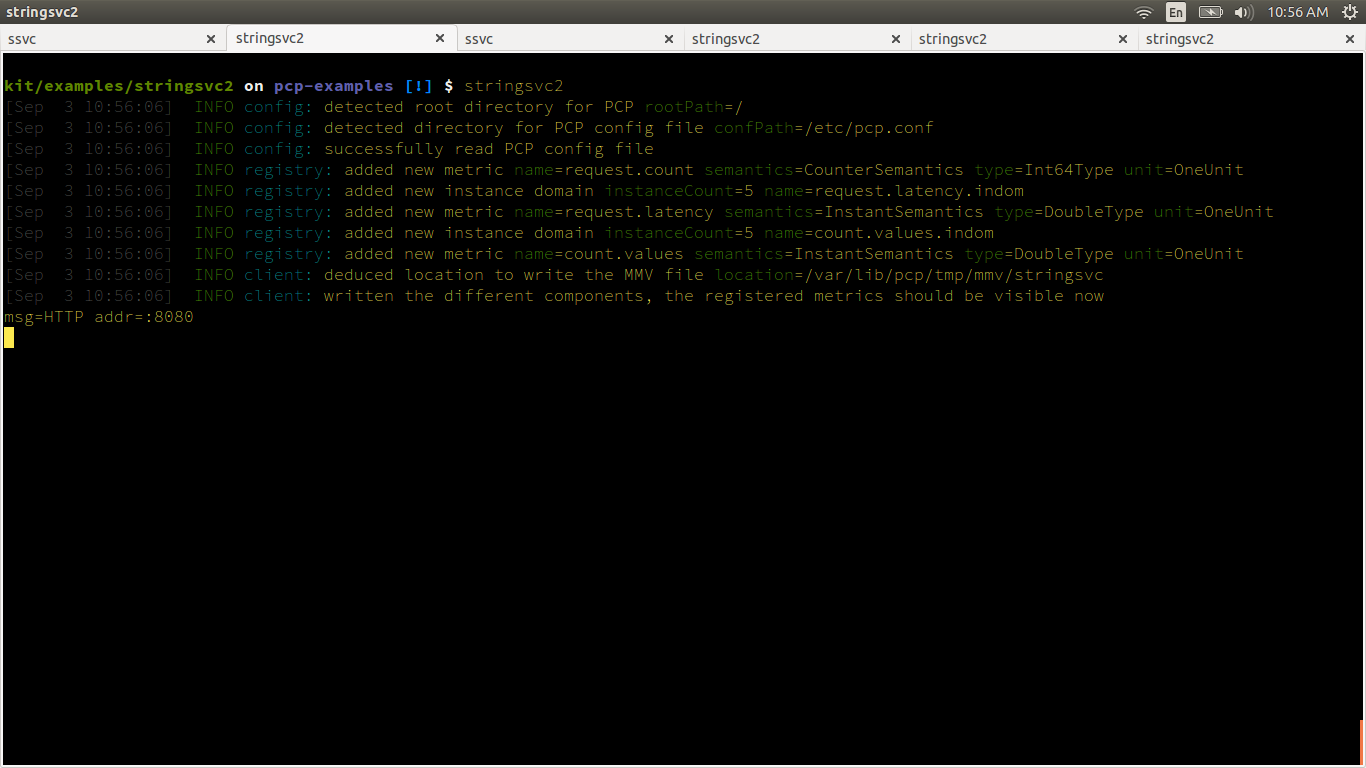 stringsvc2
En
10:56 AM
ssvc × stringsvc2 × ssvc × stringsvc2 × stringsvc2 × stringsvc2 ×
kit/examples/stringsvc2 on pcp-examples [⇣] $ stringsvc2
[Sep  3 10:56:06]  INFO config: detected root directory for PCP rootPath=/
[Sep  3 10:56:06]  INFO config: detected directory for PCP config file confPath=/etc/pcp.conf
[Sep  3 10:56:06]  INFO config: successfully read PCP config file
[Sep  3 10:56:06]  INFO registry: added new metric name=request.count semantics=CounterSemantics type=Int64Type unit=OneUnit
[Sep  3 10:56:06]  INFO registry: added new instance domain instanceCount=5 name=request.latency.indom
[Sep  3 10:56:06]  INFO registry: added new metric name=request.latency semantics=InstantSemantics type=DoubleType unit=OneUnit
[Sep  3 10:56:06]  INFO registry: added new instance domain instanceCount=5 name=count.values.indom
[Sep  3 10:56:06]  INFO registry: added new metric name=count.values semantics=InstantSemantics type=DoubleType unit=OneUnit
[Sep  3 10:56:06]  INFO client: deduced location to write the MMV file location=/var/lib/pcp/tmp/mmv/stringsvc
[Sep  3 10:56:06]  INFO client: written the different components, the registered metrics should be visible now
msg=HTTP addr=:8080